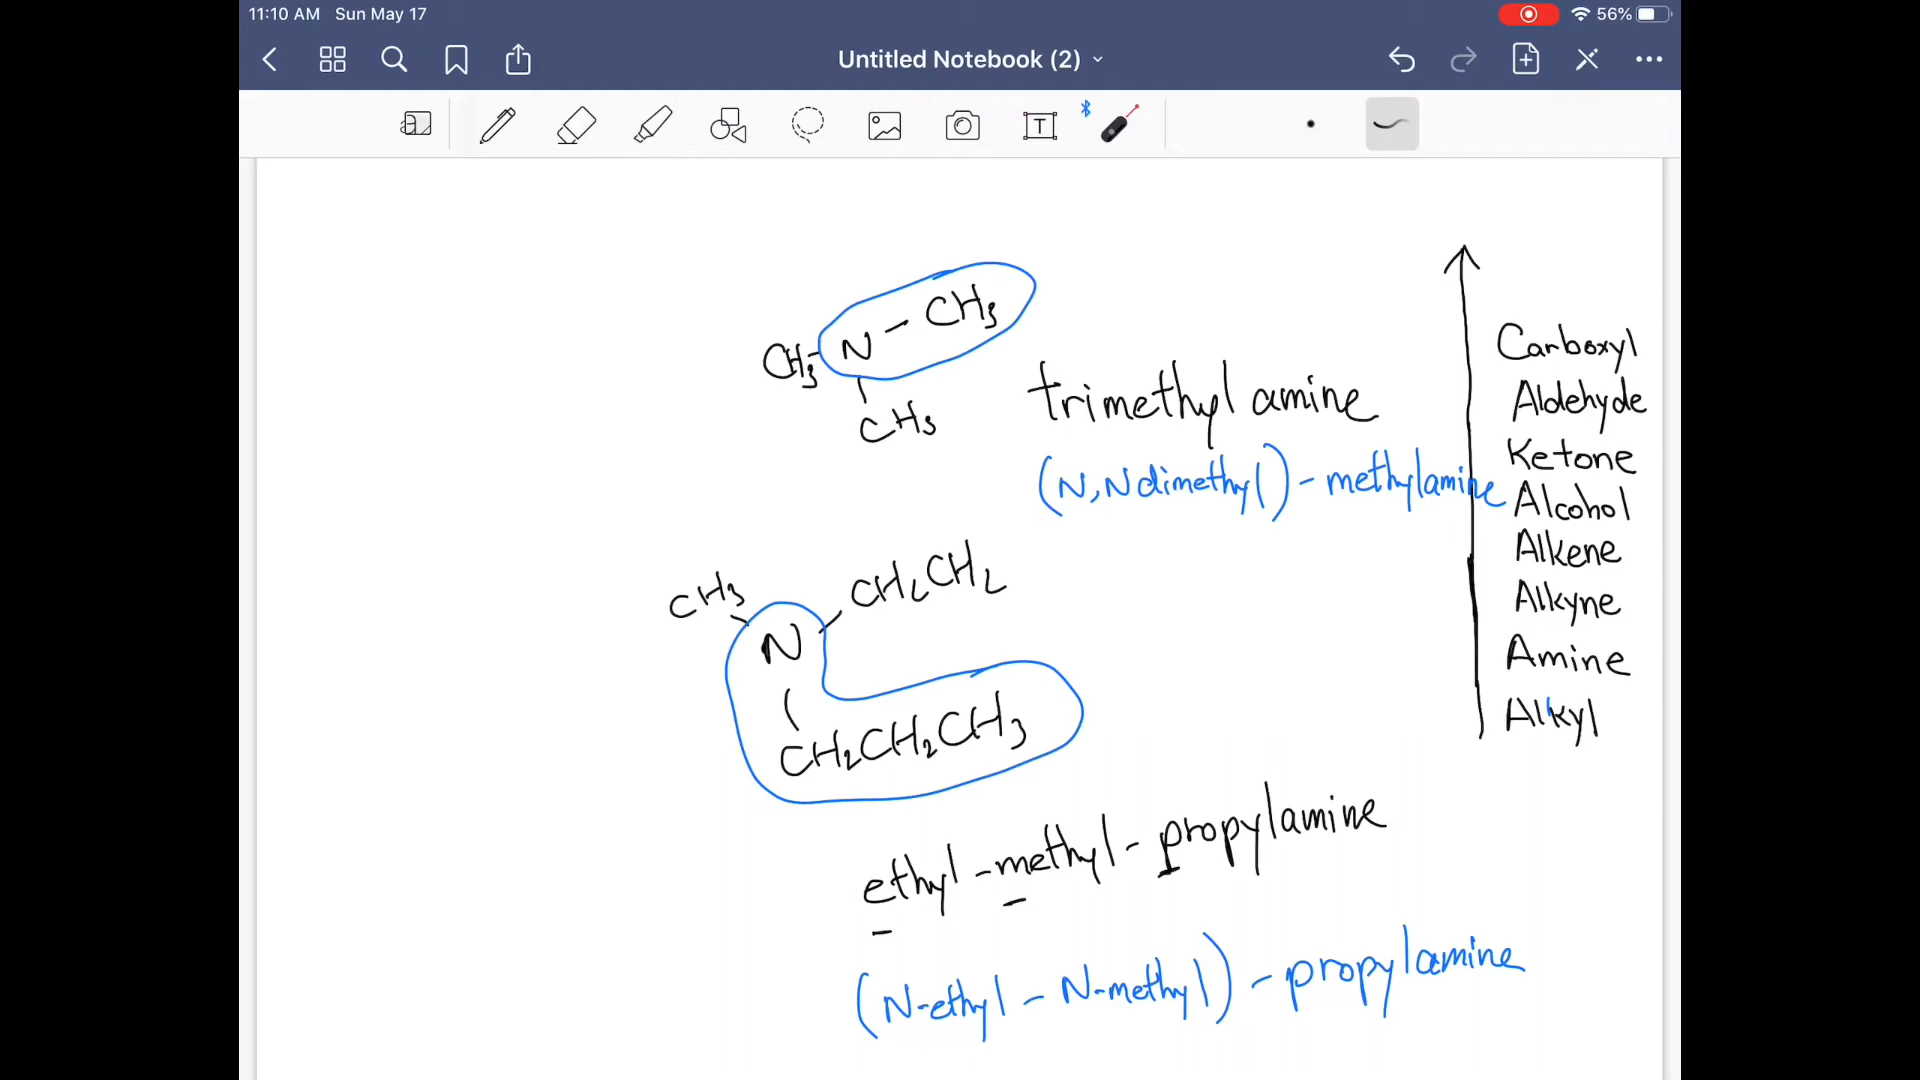 11:10 AM Sun May 17
56%
Untitled Notebook (2)
T
N - CH3
CH3-
CH3
trimethyl amine
(N,N dimethyl) - methylamine
CH3
CH2CH2
N
CH2CH2CH3
ethyl - methyl - propylamine
(N-ethyl - N-methyl) - propylamine
Carboxyl
Aldehyde
Ketone
Alcohol
Alkene
Alkyne
Amine
Alkyl